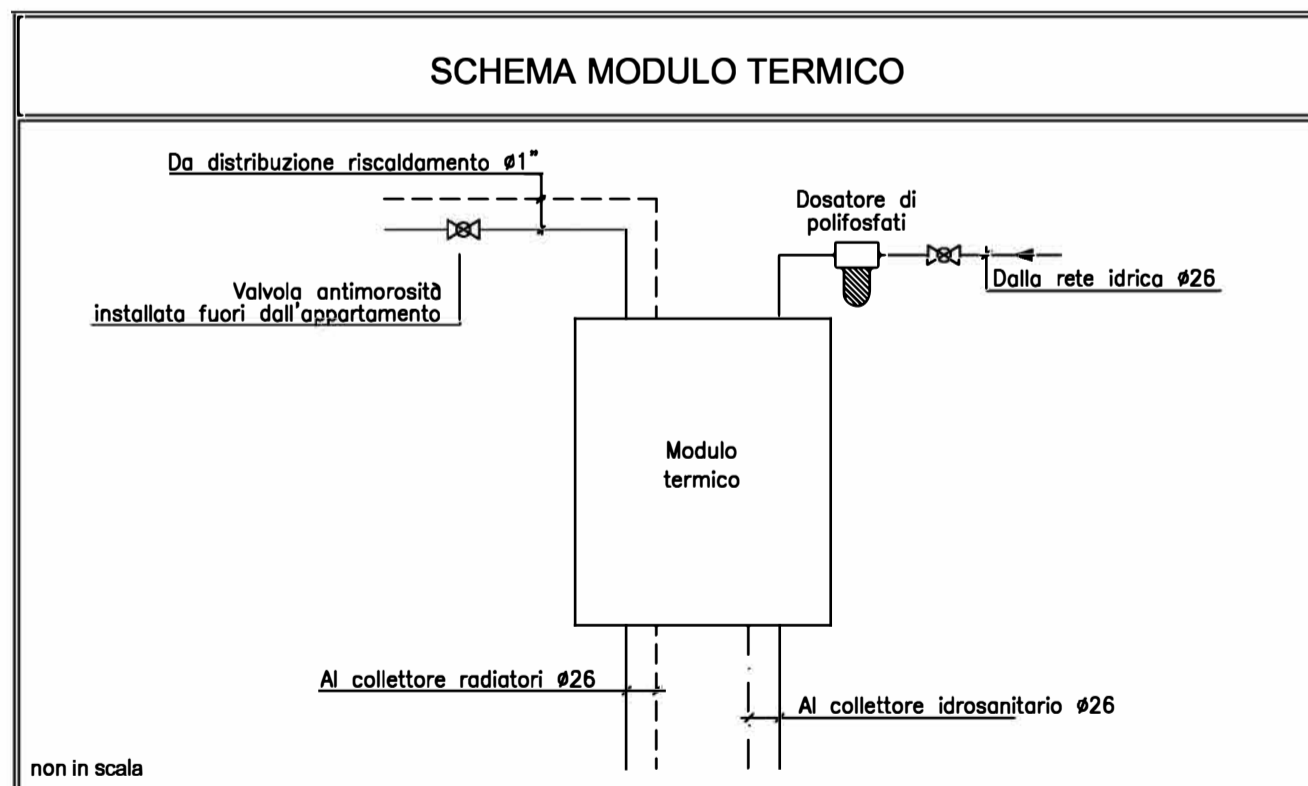 SCHEMA MODULO TERMICO
Da distribuzione riscaldamento ø1"
Dosatore di
polifosfati
Valvola antimorosità
installata fuori dall'appartamento
Dalla rete idrica ø26
Modulo
termico
Al collettore radiatori ø26
Al collettore idrosanitario ø26
non in scala